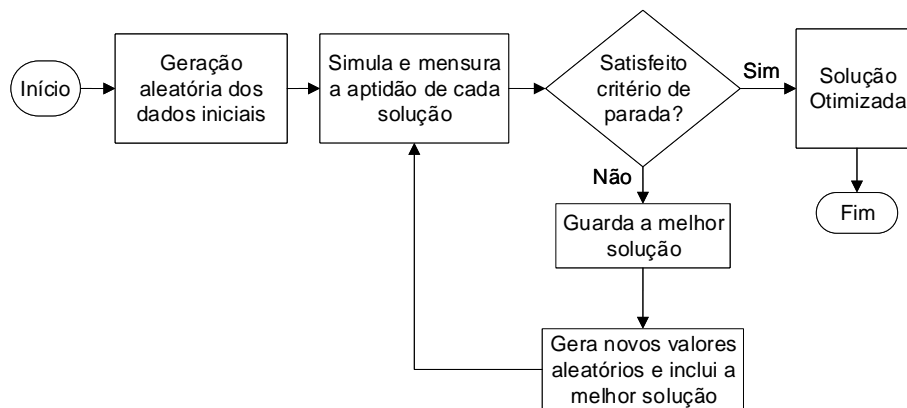 Início
Geração
aleatória dos
dados iniciais
Simula e mensura
a aptidão de cada
solução
Satisfeito
critério de
parada?
Sim
Solução
Otimizada
Não
Fim
Guarda a melhor
solução
Gera novos valores
aleatórios e inclui a
melhor solução